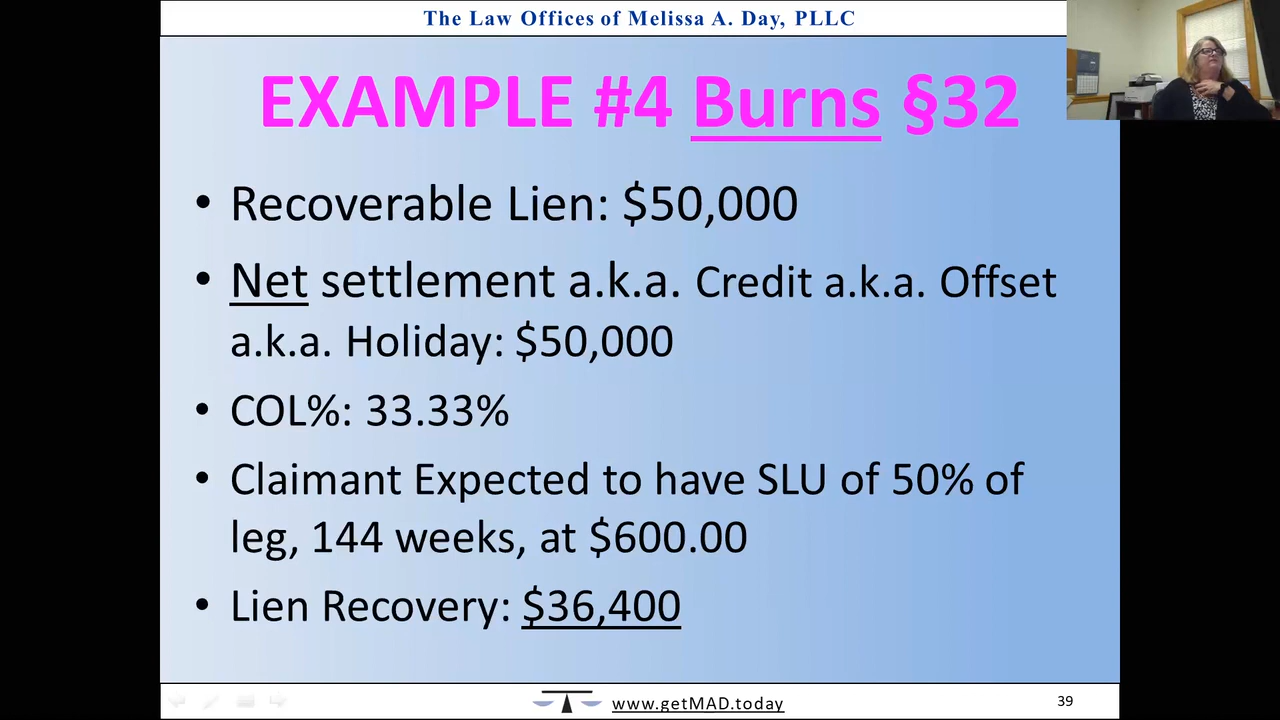 The Law Offices of Melissa A. Day, PLLC
EXAMPLE #4 Burns §32
• Recoverable Lien: $50,000
• Net settlement a.k.a. Credit a.k.a. Offset
a.k.a. Holiday: $50,000
• COL%: 33.33%
• Claimant Expected to have SLU of 50% of
leg, 144 weeks, at $600.00
• Lien Recovery: $36,400
www.getMAD.today
39